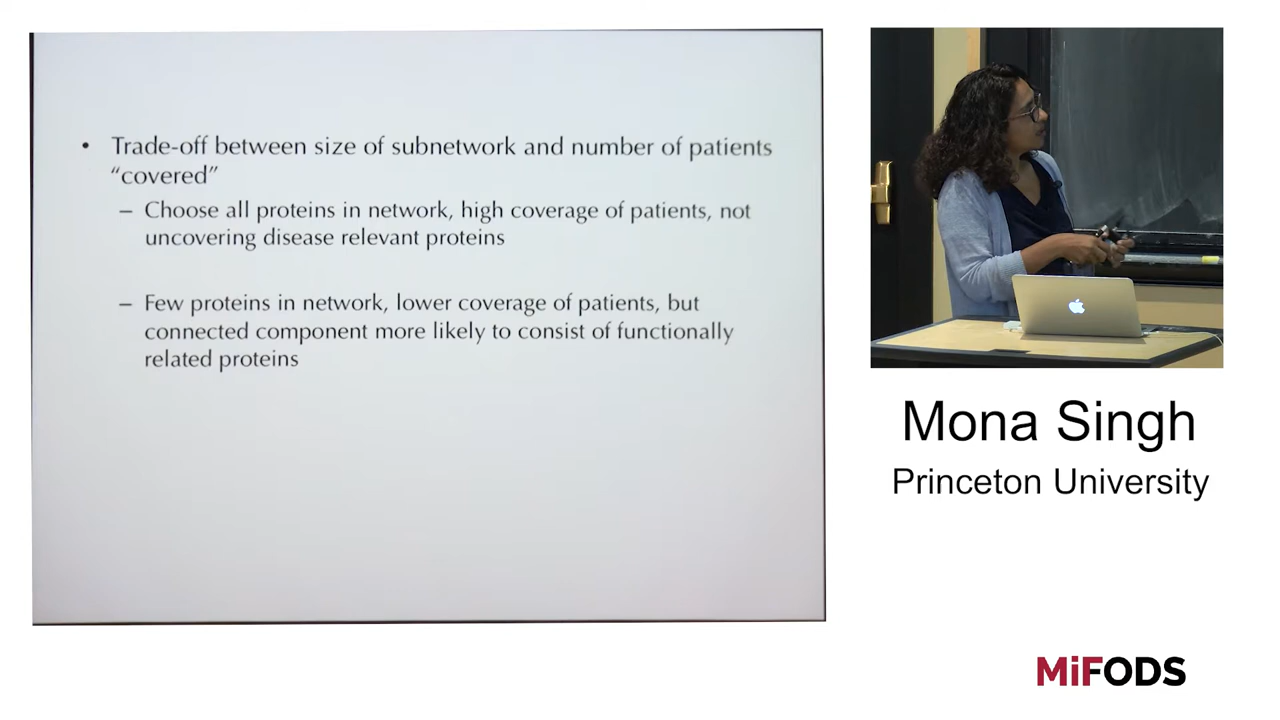 • Trade-off between size of subnetwork and number of patients
“covered”
– Choose all proteins in network, high coverage of patients, not
uncovering disease relevant proteins
– Few proteins in network, lower coverage of patients, but
connected component more likely to consist of functionally
related proteins
Mona Singh
Princeton University
MiFODS